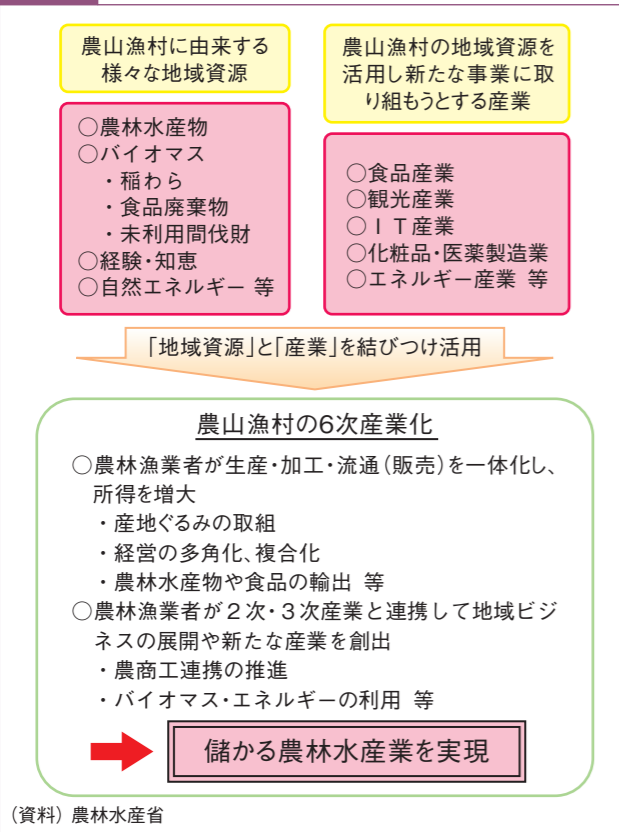 農山漁村に由来する
様々な地域資源
○農林水産物
○バイオマス
・稲わら
・食品廃棄物
・未利用間伐財
○経験・知恵
○自然エネルギー 等
農山漁村の地域資源を
活用し新たな事業に取
り組もうとする産業
○食品産業
○観光産業
○ＩＴ産業
○化粧品・医薬製造業
○エネルギー産業 等
「地域資源」と「産業」を結びつけ活用
農山漁村の6次産業化
○農林漁業者が生産・加工・流通（販売）を一体化し、
所得を増大
・産地ぐるみの取組
・経営の多角化、複合化
・農林水産物や食品の輸出 等
○農林漁業者が２次・３次産業と連携して地域ビジ
ネスの展開や新たな産業を創出
・農商工連携の推進
・バイオマス・エネルギーの利用 等
儲かる農林水産業を実現
（資料）農林水産省